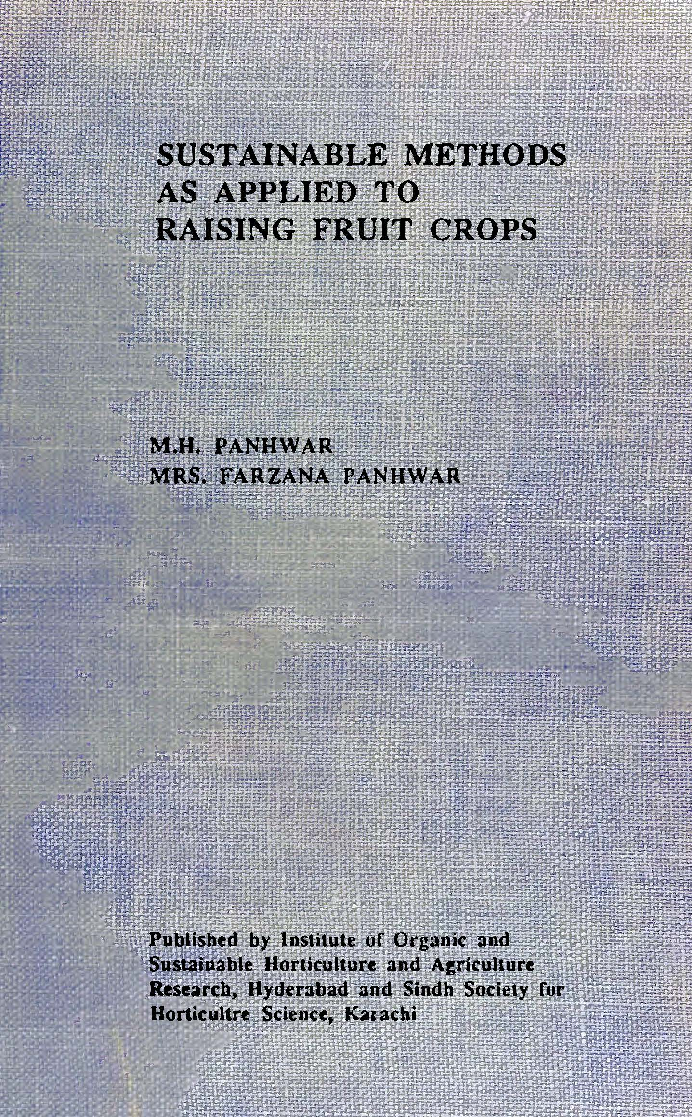 SUSTAINABLE METHODS
AS APPLIED TO
RAISING FRUIT CROPS
M.H. PANHWAR
MRS. FARZANA PANHWAR
Published by Institute of Organic and
Sustainable Horticulture and Agriculture
Research, Hyderabad and Sindh Society for
Horticultre Science, Karachi